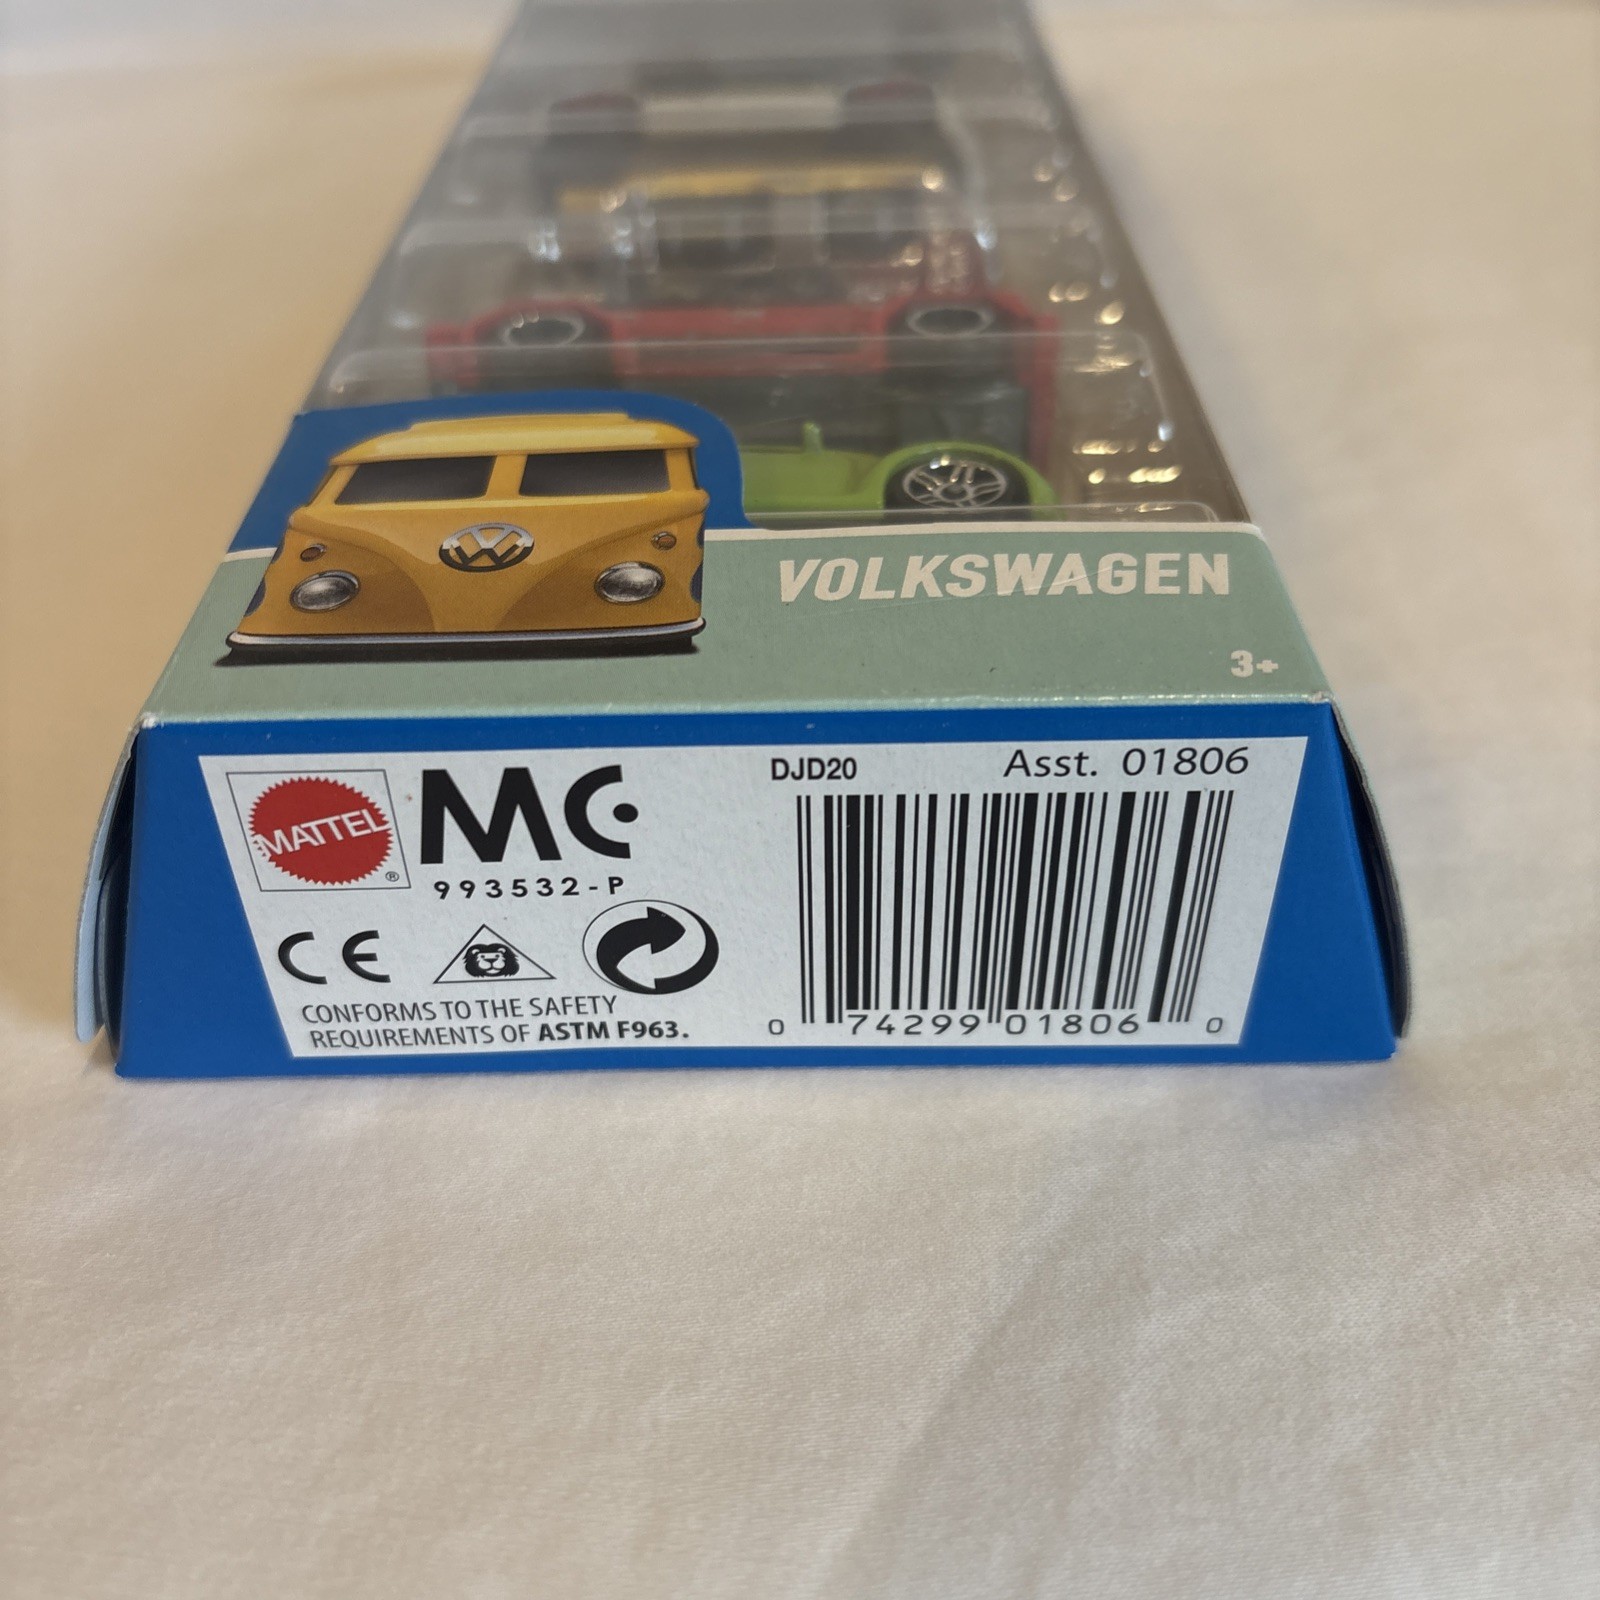 VOLKSWAGEN
3+
MATTEL
®
MC
993532-P
CE
CONFORMS TO THE SAFETY
REQUIREMENTS OF ASTM F963.
DJD20
Asst. 01806
0 74299 01806 0